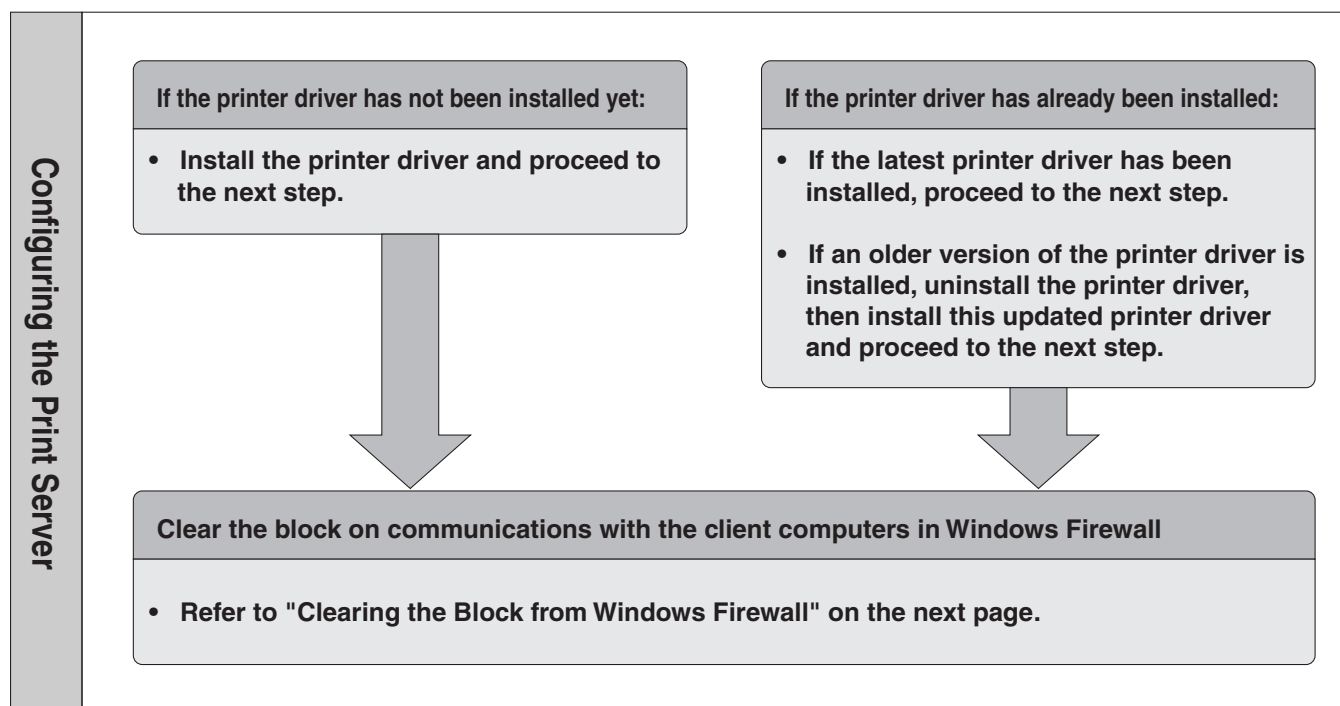 Configuring the Print Server
If the printer driver has not been installed yet:
• Install the printer driver and proceed to
the next step.
If the printer driver has already been installed:
• If the latest printer driver has been
installed, proceed to the next step.
• If an older version of the printer driver is
installed, uninstall the printer driver,
then install this updated printer driver
and proceed to the next step.
Clear the block on communications with the client computers in Windows Firewall
• Refer to "Clearing the Block from Windows Firewall" on the next page.